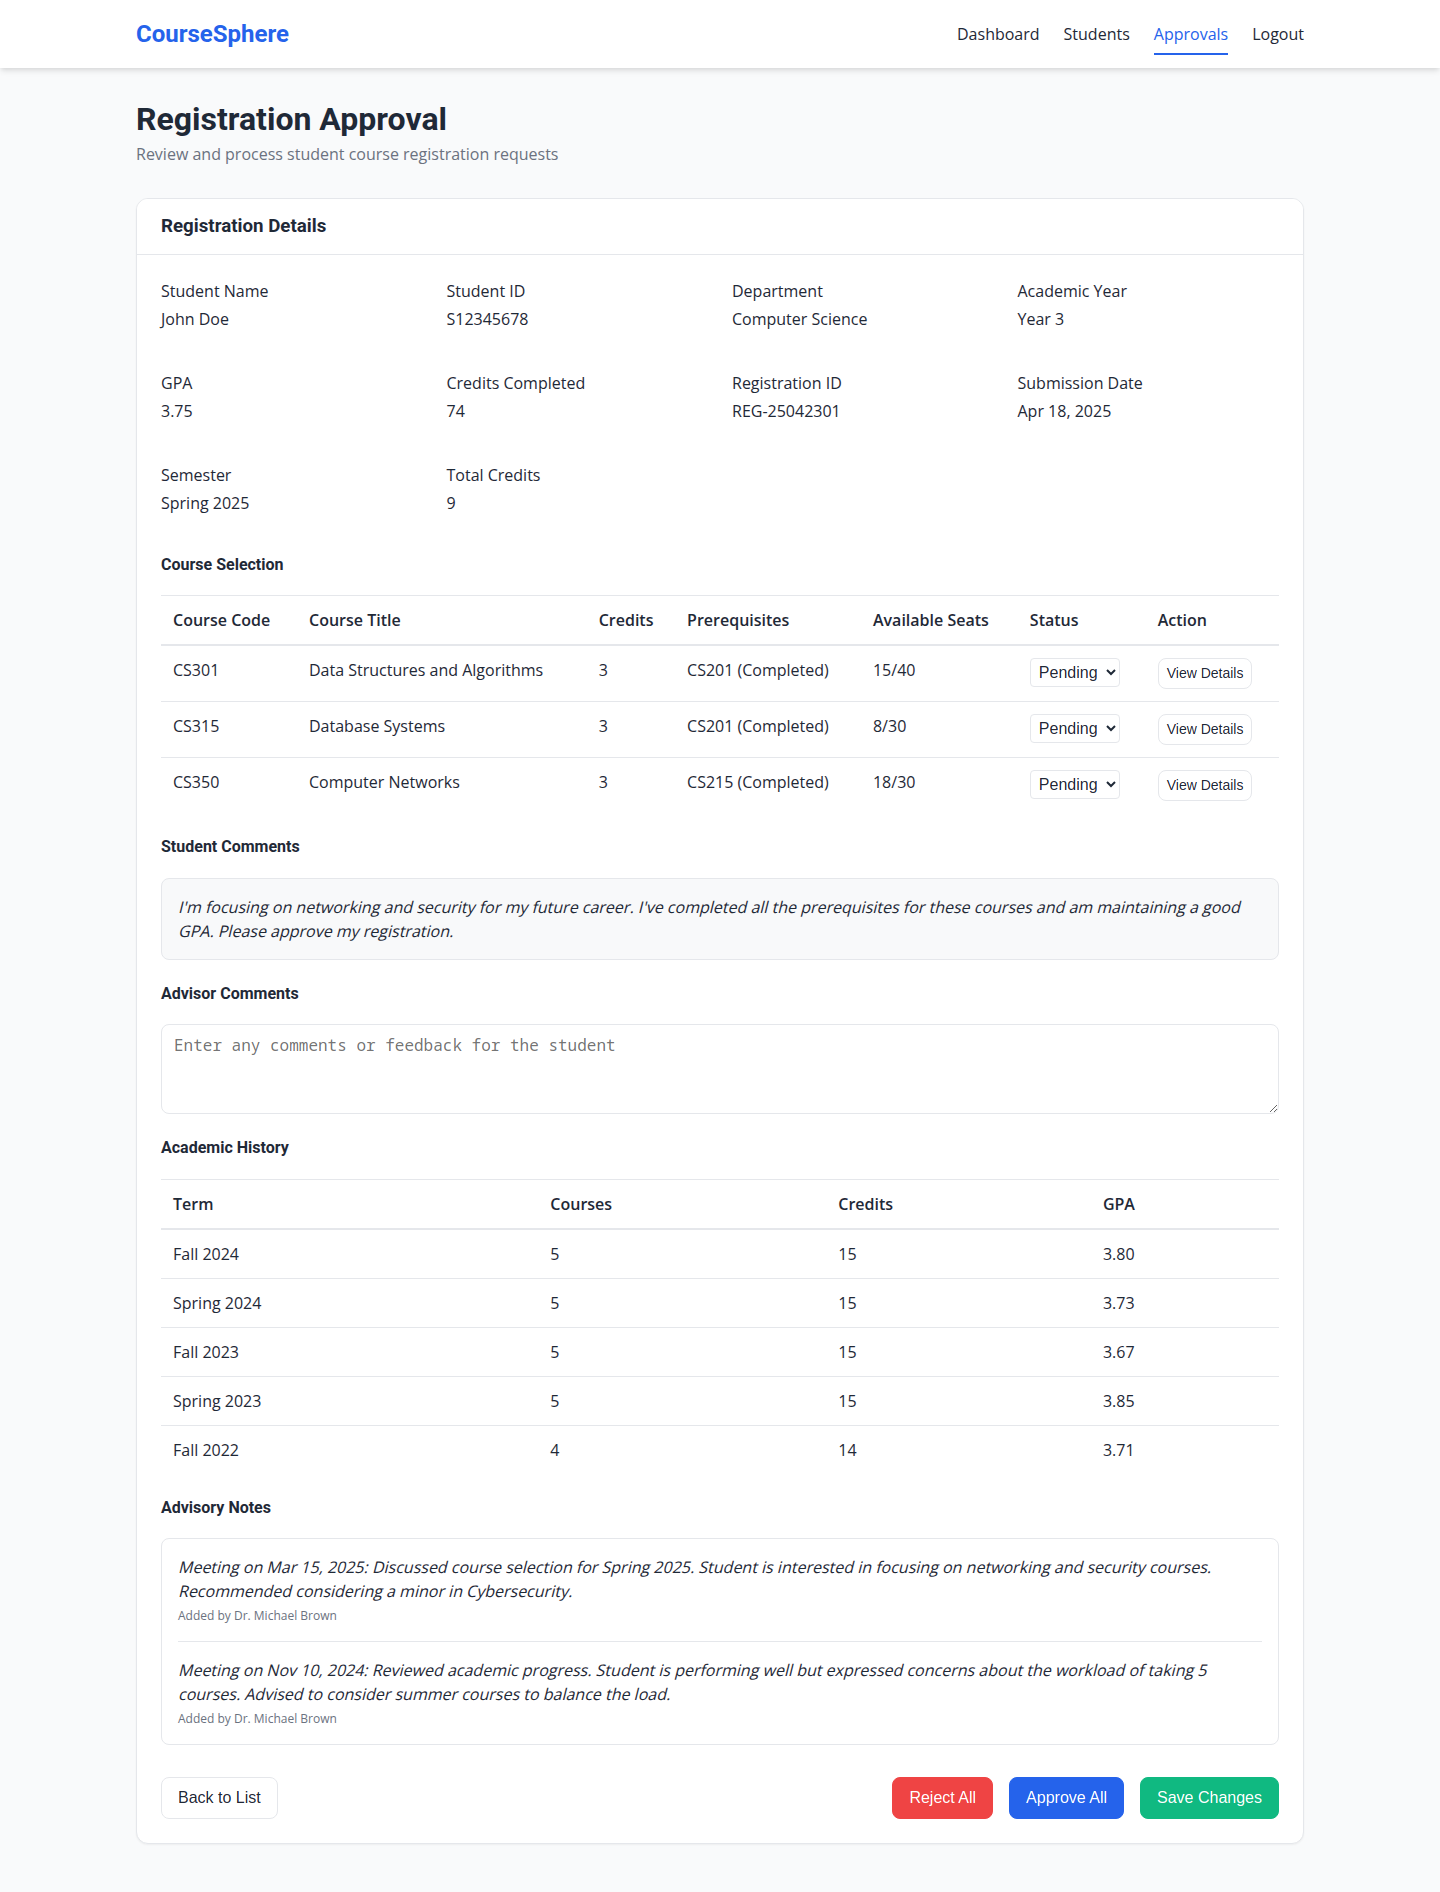 CourseSphere
Dashboard Students Approvals Logout
Registration Approval
Review and process student course registration requests
Registration Details
Student Name Student ID Department Academic Year
John Doe S12345678 Computer Science Year 3
GPA Credits Completed Registration ID Submission Date
3.75 74 REG-25042301 Apr 18, 2025
Semester Total Credits
Spring 2025 9
Course Selection
Course Code Course Title Credits Prerequisites Available Seats Status Action
CS301 Data Structures and Algorithms 3 CS201 (Completed) 15/40 Pending View Details
CS315 Database Systems 3 CS201 (Completed) 8/30 Pending View Details
CS350 Computer Networks 3 CS215 (Completed) 18/30 Pending View Details
Student Comments
I'm focusing on networking and security for my future career. I've completed all the prerequisites for these courses and am maintaining a good
GPA. Please approve my registration.
Advisor Comments
Enter any comments or feedback for the student
Academic History
Term Courses Credits GPA
Fall 2024 5 15 3.80
Spring 2024 5 15 3.73
Fall 2023 5 15 3.67
Spring 2023 5 15 3.85
Fall 2022 4 14 3.71
Advisory Notes
Meeting on Mar 15, 2025: Discussed course selection for Spring 2025. Student is interested in focusing on networking and security courses.
Recommended considering a minor in Cybersecurity.
Added by Dr. Michael Brown
Meeting on Nov 10, 2024: Reviewed academic progress. Student is performing well but expressed concerns about the workload of taking 5
courses. Advised to consider summer courses to balance the load.
Added by Dr. Michael Brown
Back to List Reject All Approve All Save Changes